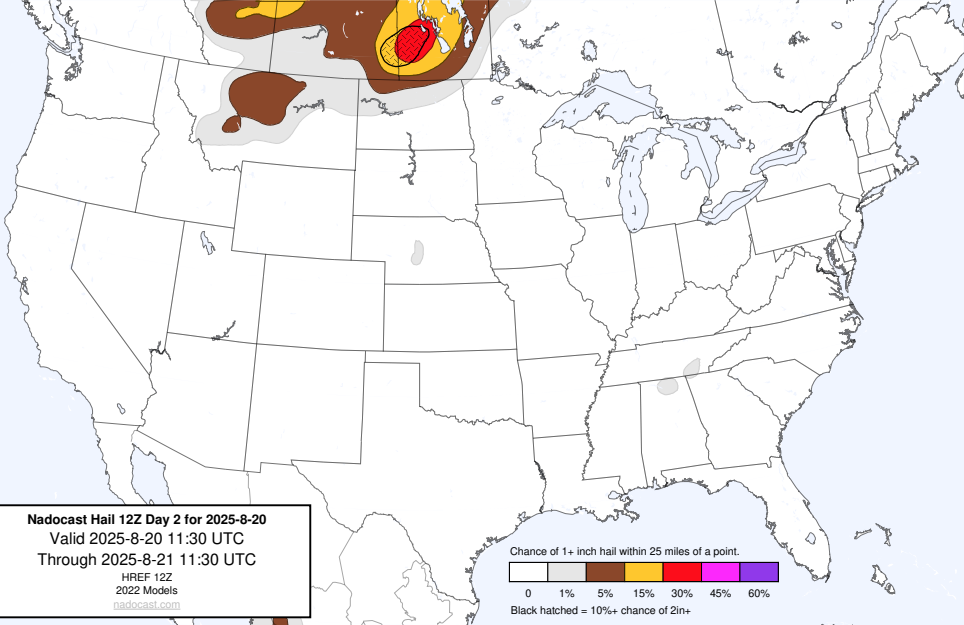 Nadocast Hail 12Z Day 2 for 2025-8-20
Valid 2025-8-20 11:30 UTC
Through 2025-8-21 11:30 UTC
HREF 12Z
2022 Models
nadocast.com
Chance of 1+ inch hail within 25 miles of a point.
0 1% 5% 15% 30% 45% 60%
Black hatched = 10%+ chance of 2in+